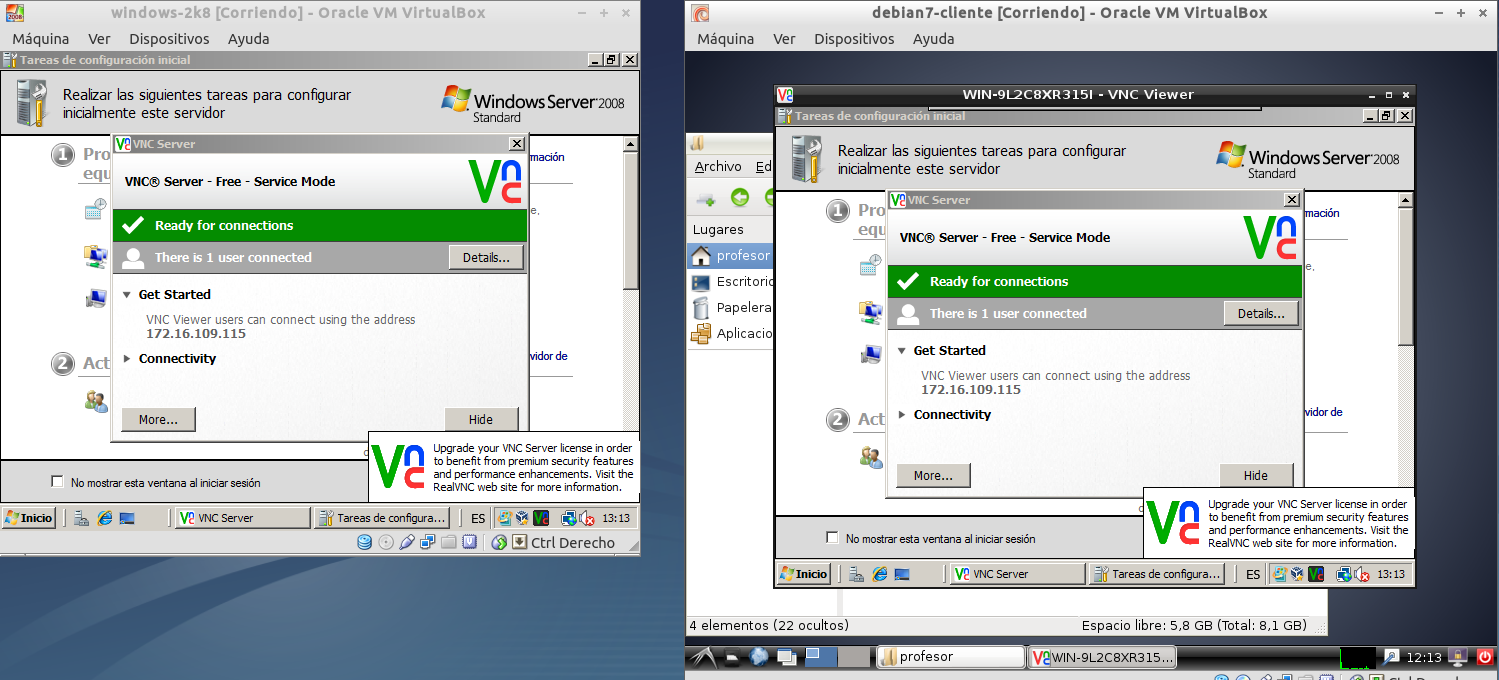 windows-2k8 [Corriendo] - Oracle VM VirtualBox
Máquina Ver Dispositivos Ayuda
Tareas de configuración inicial
Realizar las siguientes tareas para configurar
inicialmente este servidor
Windows Server 2008
Standard
1 Pro
equ
mación
e,
VNC Server
VNC® Server - Free - Service Mode
Ready for connections
There is 1 user connected
Details...
Get Started
VNC Viewer users can connect using the address
172.16.109.115
Connectivity
2 Act
vidor de
More...
Hide
Upgrade your VNC Server license in order
to benefit from premium security features
and performance enhancements. Visit the
RealVNC web site for more information.
No mostrar esta ventana al iniciar sesión
Inicio
VNC Server
Tareas de configura...
ES
13:13
Ctrl Derecho
debian7-cliente [Corriendo] - Oracle VM VirtualBox
Máquina Ver Dispositivos Ayuda
WIN-9L2C8XR315I - VNC Viewer
Archivo Ed
Lugares
profesor
Escritorio
Papelera
Aplicacio
Tareas de configuración inicial
Realizar las siguientes tareas para configurar
inicialmente este servidor
Windows Server 2008
Standard
1 Pro
equ
mación
e,
VNC Server
VNC® Server - Free - Service Mode
Ready for connections
There is 1 user connected
Details...
Get Started
VNC Viewer users can connect using the address
172.16.109.115
Connectivity
2 Act
vidor de
More...
Hide
Upgrade your VNC Server license in order
to benefit from premium security features
and performance enhancements. Visit the
RealVNC web site for more information.
No mostrar esta ventana al iniciar sesión
Inicio
VNC Server
Tareas de configura...
ES
13:13
4 elementos (22 ocultos)
Espacio libre: 5,8 GB (Total: 8,1 GB)
profesor
WIN-9L2C8XR315...
12:13